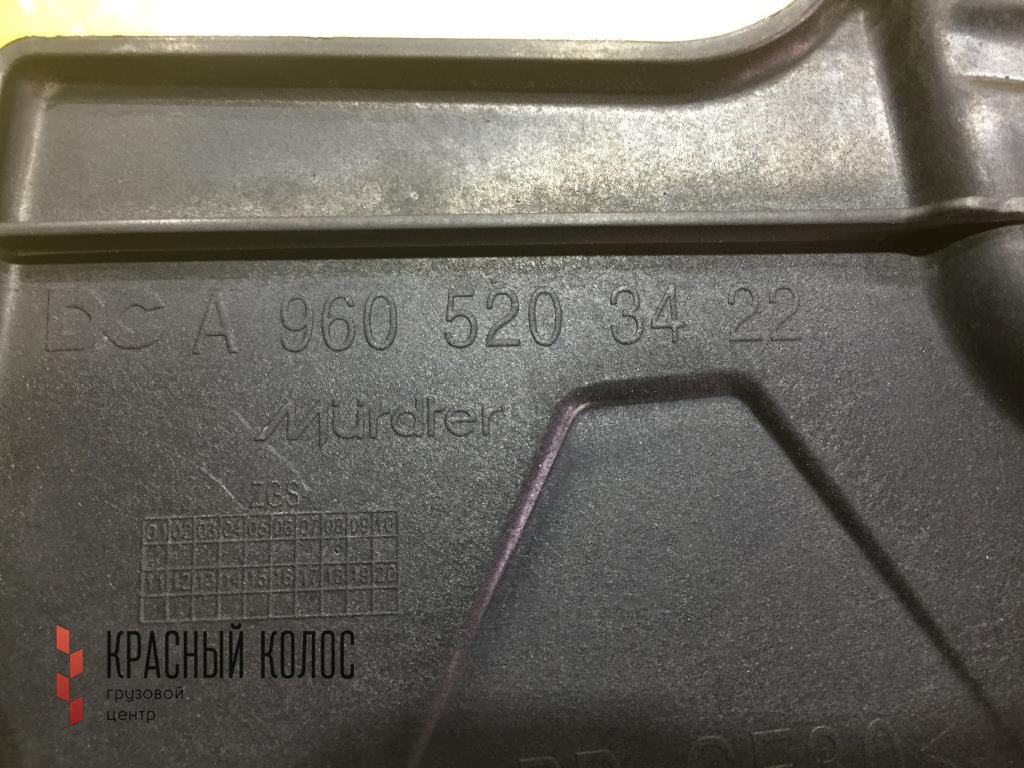 DC A 960 520 34 22
Mürdter
ZGS
01 02 03 04 05 06 07 08 09 10
11 12 13 14 15 16 17 18 19 20
КРАСНЫЙ КОЛОС
грузовой
центр